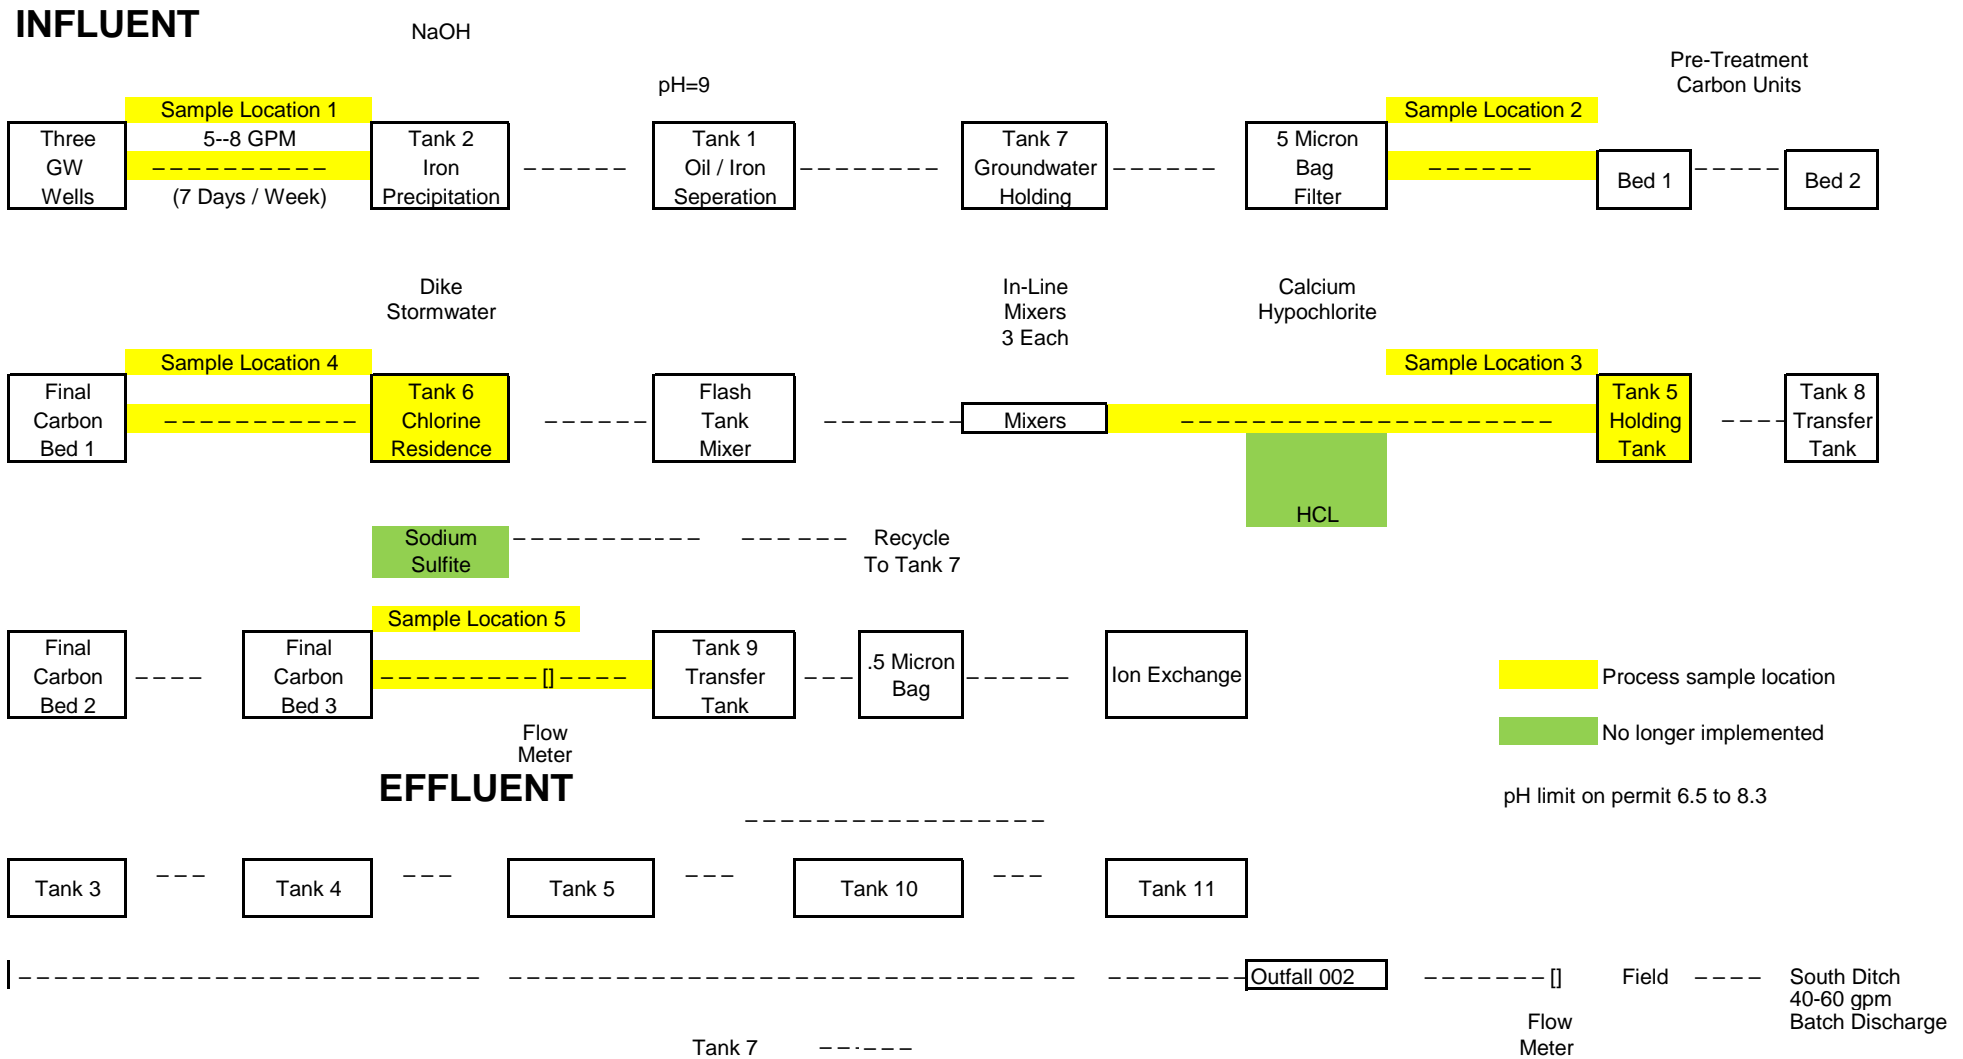 INFLUENT
NaOH
pH=9
Pre-Treatment
Carbon Units
Sample Location 1
Sample Location 2
Three
GW
Wells
5--8 GPM
(7 Days / Week)
Tank 2
Iron
Precipitation
Tank 1
Oil / Iron
Seperation
Tank 7
Groundwater
Holding
5 Micron
Bag
Filter
Bed 1
Bed 2
Dike
Stormwater
In-Line
Mixers
3 Each
Calcium
Hypochlorite
Sample Location 4
Sample Location 3
Final
Carbon
Bed 1
Tank 6
Chlorine
Residence
Flash
Tank
Mixer
Mixers
Tank 5
Holding
Tank
Tank 8
Transfer
Tank
HCL
Sodium
Sulfite
Recycle
To Tank 7
Sample Location 5
Final
Carbon
Bed 2
Final
Carbon
Bed 3
[]
Tank 9
Transfer
Tank
.5 Micron
Bag
Ion Exchange
Process sample location
No longer implemented
Flow
Meter
EFFLUENT
pH limit on permit 6.5 to 8.3
Tank 3
Tank 4
Tank 5
Tank 10
Tank 11
Outfall 002
[]
Field
South Ditch
40-60 gpm
Batch Discharge
Flow
Meter
Tank 7